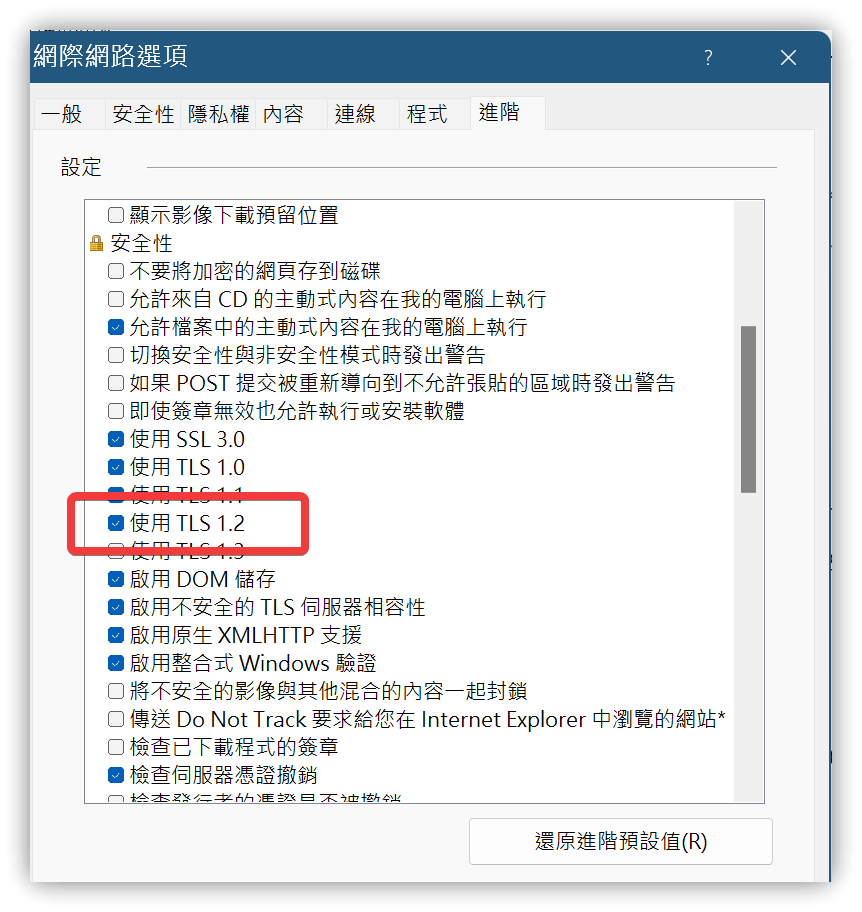 網際網路選項
?
一般 安全性 隱私權 內容 連線 程式 進階
設定
顯示影像下載預留位置
安全性
不要將加密的網頁存到磁碟
允許來自 CD 的主動式內容在我的電腦上執行
允許檔案中的主動式內容在我的電腦上執行
切換安全性與非安全性模式時發出警告
如果 POST 提交被重新導向到不允許張貼的區域時發出警告
即使簽章無效也允許執行或安裝軟體
使用 SSL 3.0
使用 TLS 1.0
使用 TLS 1.1
使用 TLS 1.2
使用 TLS 1.3
啟用 DOM 儲存
啟用不安全的 TLS 伺服器相容性
啟用原生 XMLHTTP 支援
啟用整合式 Windows 驗證
將不安全的影像與其他混合的內容一起封鎖
傳送 Do Not Track 要求給您在 Internet Explorer 中瀏覽的網站*
檢查已下載程式的簽章
檢查伺服器憑證撤銷
檢查發行者的憑證是否被撤銷
還原進階預設值(R)